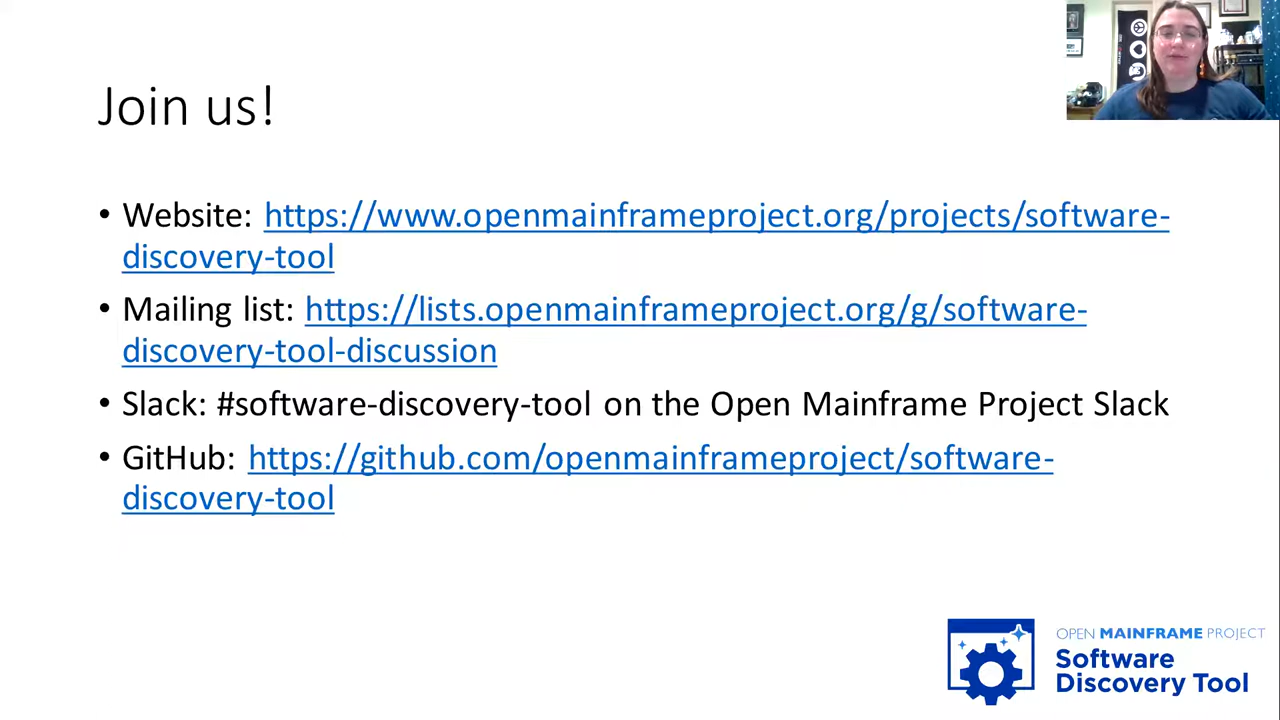 Join us!
• Website: https://www.openmainframeproject.org/projects/software-
discovery-tool
• Mailing list: https://lists.openmainframeproject.org/g/software-
discovery-tool-discussion
• Slack: #software-discovery-tool on the Open Mainframe Project Slack
• GitHub: https://github.com/openmainframeproject/software-
discovery-tool
OPEN MAINFRAME PROJECT
Software
Discovery Tool